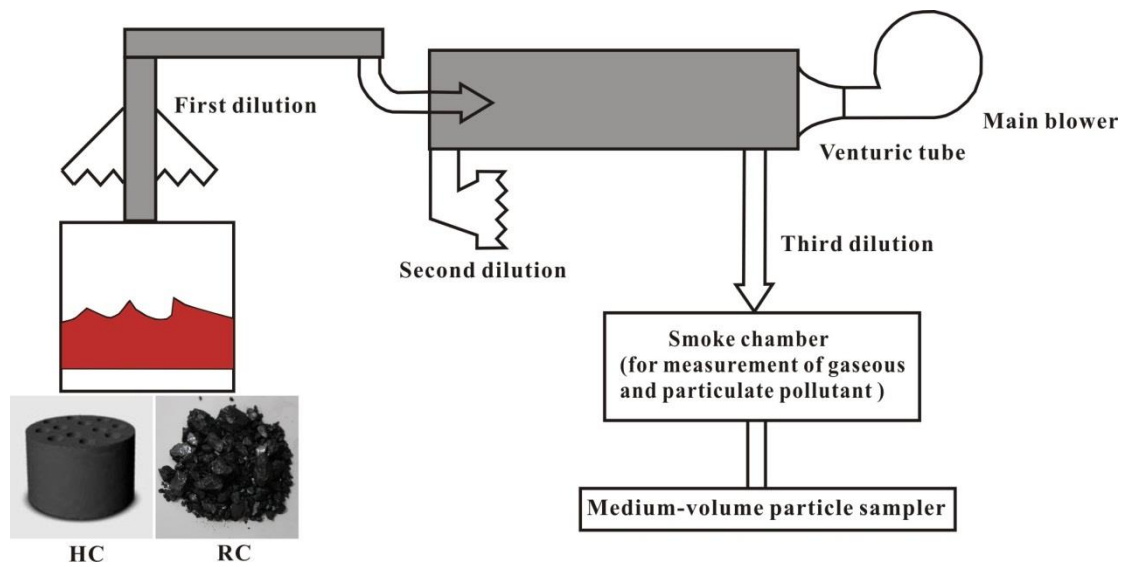 First dilution
Main blower
Venturic tube
Second dilution
Third dilution
Smoke chamber
(for measurement of gaseous
and particulate pollutant )
Medium-volume particle sampler
HC
RC